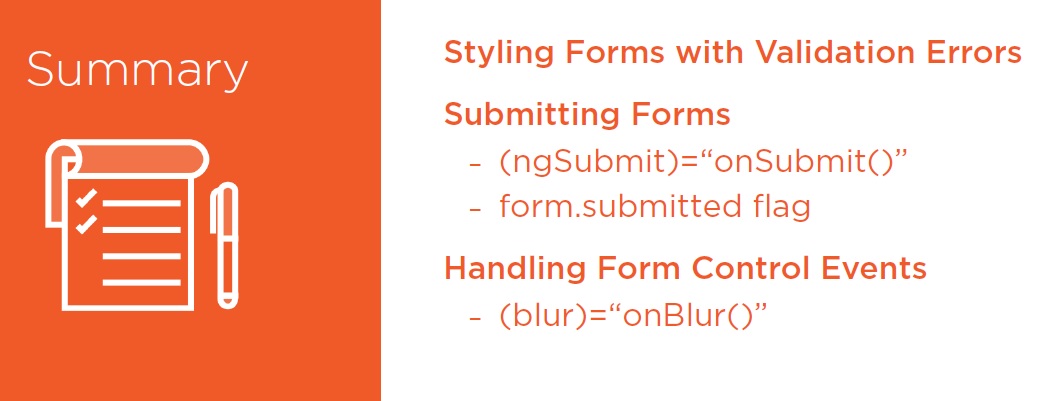 Summary
Styling Forms with Validation Errors
Submitting Forms
- (ngSubmit)=“onSubmit()”
- form.submitted flag
Handling Form Control Events
- (blur)=“onBlur()”